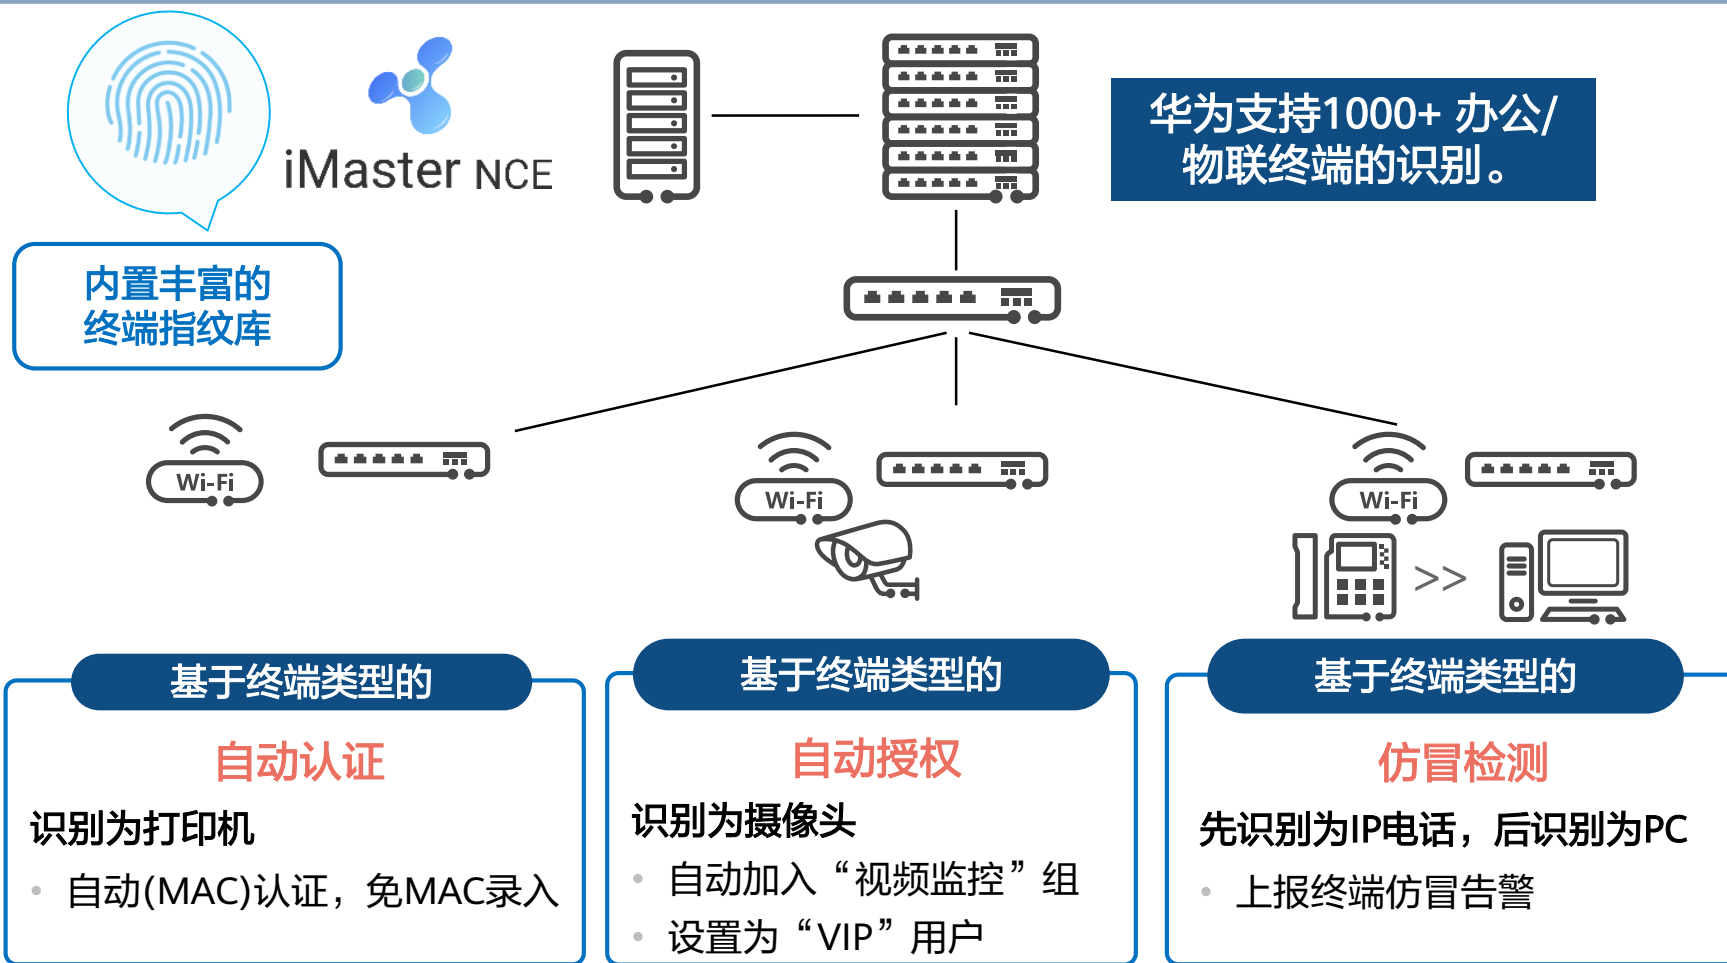 iMaster NCE
华为支持1000+ 办公/
物联终端的识别。
内置丰富的
终端指纹库
Wi-Fi
Wi-Fi
Wi-Fi
>>
基于终端类型的
自动认证
识别为打印机
• 自动(MAC)认证，免MAC录入
基于终端类型的
自动授权
识别为摄像头
• 自动加入“视频监控”组
• 设置为“VIP”用户
基于终端类型的
仿冒检测
先识别为IP电话，后识别为PC
• 上报终端仿冒告警